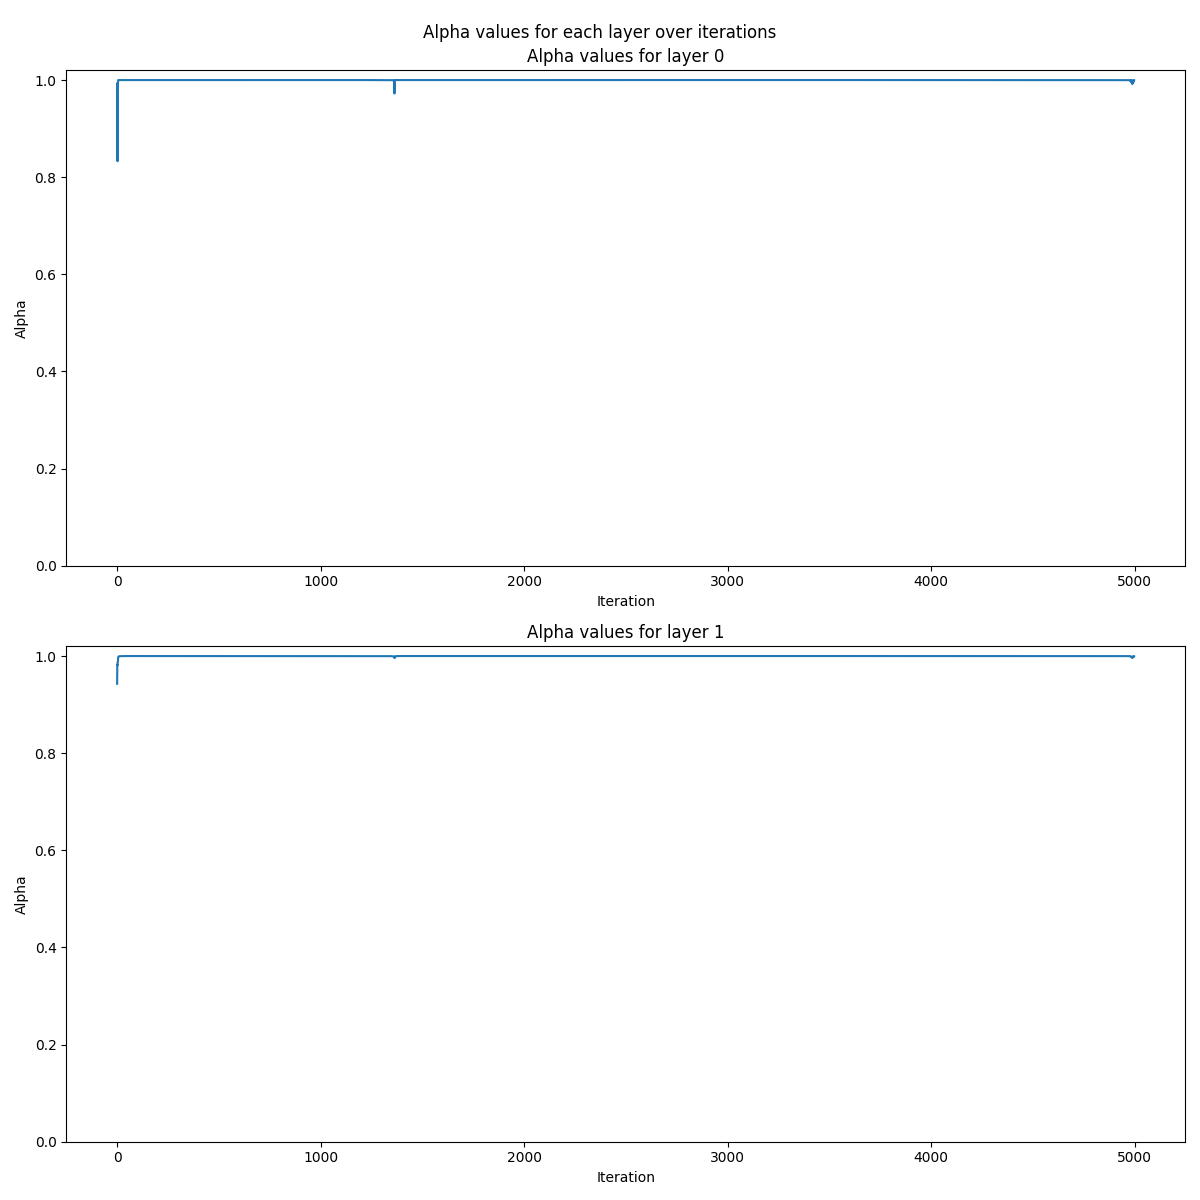 Alpha values for each layer over iterations
Alpha values for layer 0
1.0
0.8
0.6
0.4
0.2
0.0
Alpha
0 1000 2000 3000 4000 5000
Iteration
Alpha values for layer 1
1.0
0.8
0.6
0.4
0.2
0.0
Alpha
0 1000 2000 3000 4000 5000
Iteration